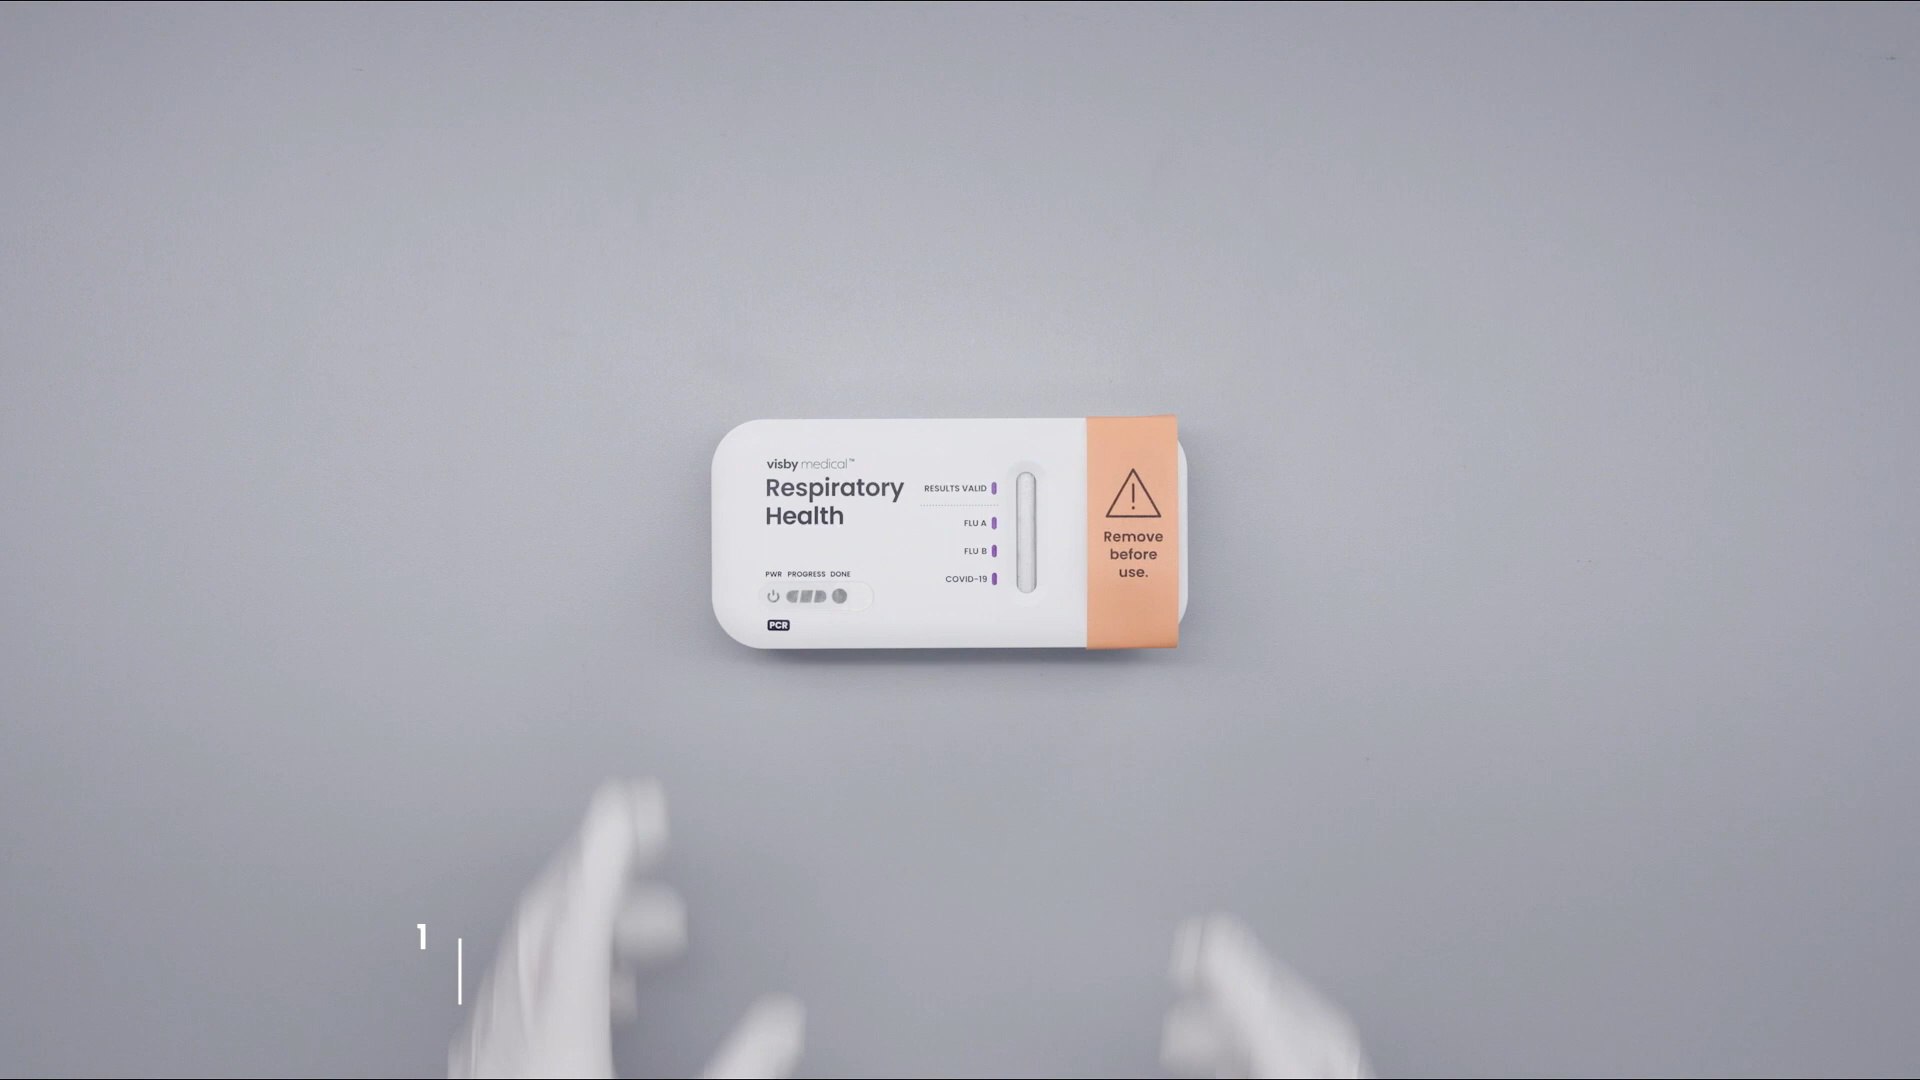 visby medical™
Respiratory
Health
RESULTS VALID
FLU A
FLU B
COVID-19
PWR PROGRESS DONE
PCR
Remove
before
use.
1